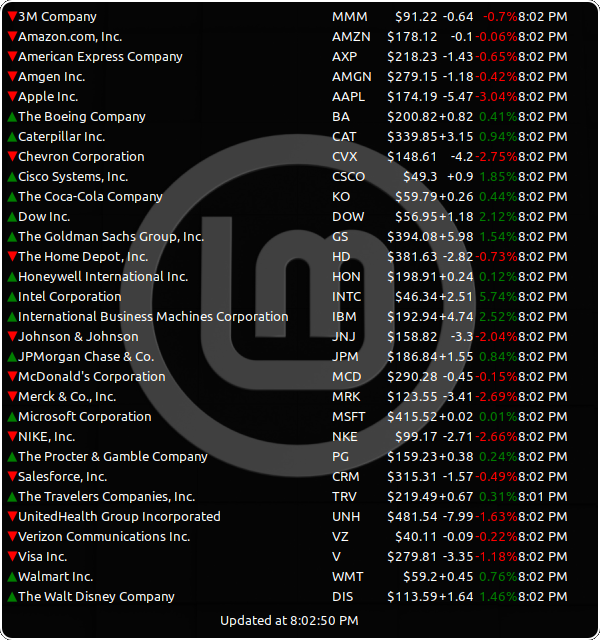 ▼3M Company MMM $91.22 -0.64 -0.7% 8:02 PM
▼Amazon.com, Inc. AMZN $178.12 -0.1 -0.06% 8:02 PM
▼American Express Company AXP $218.23 -1.43 -0.65% 8:02 PM
▼Amgen Inc. AMGN $279.15 -1.18 -0.42% 8:02 PM
▼Apple Inc. AAPL $174.19 -5.47 -3.04% 8:02 PM
▲The Boeing Company BA $200.82 +0.82 0.41% 8:02 PM
▲Caterpillar Inc. CAT $339.85 +3.15 0.94% 8:02 PM
▼Chevron Corporation CVX $148.61 -4.2 -2.75% 8:02 PM
▲Cisco Systems, Inc. CSCO $49.3 +0.9 1.85% 8:02 PM
▲The Coca-Cola Company KO $59.79 +0.26 0.44% 8:02 PM
▲Dow Inc. DOW $56.95 +1.18 2.12% 8:02 PM
▲The Goldman Sachs Group, Inc. GS $394.08 +5.98 1.54% 8:02 PM
▼The Home Depot, Inc. HD $381.63 -2.82 -0.73% 8:02 PM
▲Honeywell International Inc. HON $198.91 +0.24 0.12% 8:02 PM
▲Intel Corporation INTC $46.34 +2.51 5.74% 8:02 PM
▲International Business Machines Corporation IBM $192.94 +4.74 2.52% 8:02 PM
▼Johnson & Johnson JNJ $158.82 -3.3 -2.04% 8:02 PM
▲JPMorgan Chase & Co. JPM $186.84 +1.55 0.84% 8:02 PM
▼McDonald's Corporation MCD $290.28 -0.45 -0.15% 8:02 PM
▼Merck & Co., Inc. MRK $123.55 -3.41 -2.69% 8:02 PM
▲Microsoft Corporation MSFT $415.52 +0.02 0.01% 8:02 PM
▼NIKE, Inc. NKE $99.17 -2.71 -2.66% 8:02 PM
▲The Procter & Gamble Company PG $159.23 +0.38 0.24% 8:02 PM
▼Salesforce, Inc. CRM $315.31 -1.57 -0.49% 8:02 PM
▲The Travelers Companies, Inc. TRV $219.49 +0.67 0.31% 8:01 PM
▼UnitedHealth Group Incorporated UNH $481.54 -7.99 -1.63% 8:02 PM
▼Verizon Communications Inc. VZ $40.11 -0.09 -0.22% 8:02 PM
▼Visa Inc. V $279.81 -3.35 -1.18% 8:02 PM
▲Walmart Inc. WMT $59.2 +0.45 0.76% 8:02 PM
▲The Walt Disney Company DIS $113.59 +1.64 1.46% 8:02 PM
Updated at 8:02:50 PM